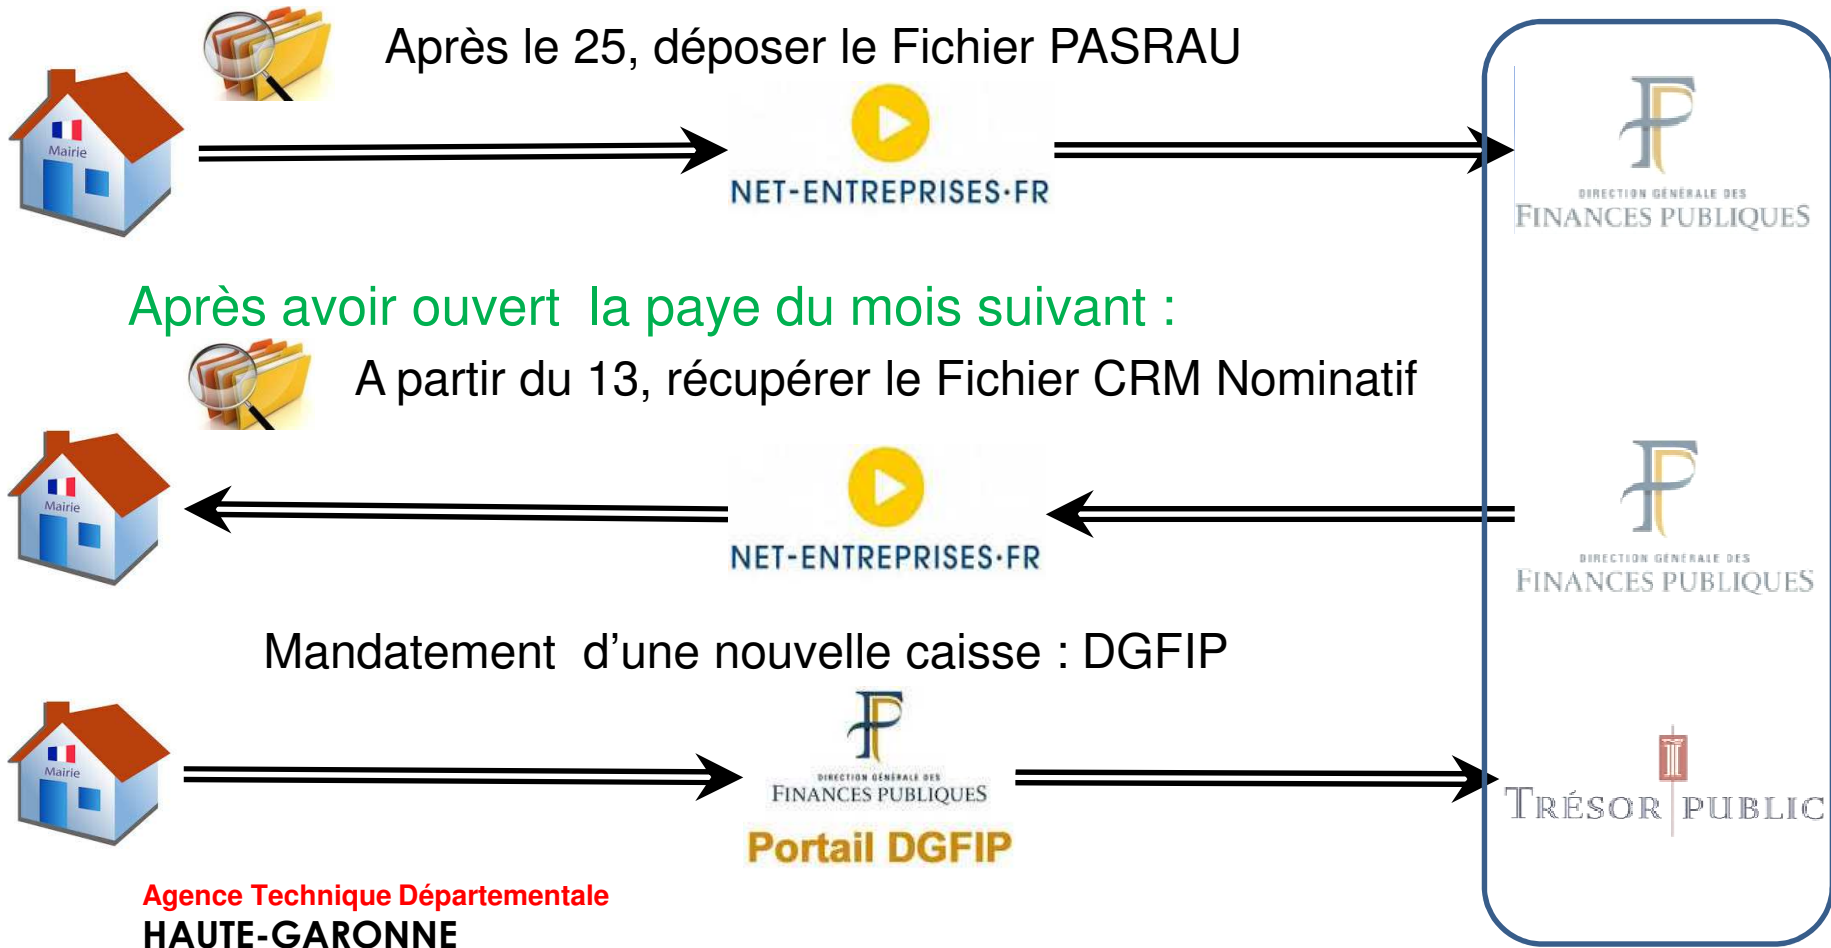 Après le 25, déposer le Fichier PASRAU
Mairie
NET-ENTREPRISES·FR
DIRECTION GÉNÉRALE DES
FINANCES PUBLIQUES
Après avoir ouvert la paye du mois suivant :
A partir du 13, récupérer le Fichier CRM Nominatif
Mairie
NET-ENTREPRISES·FR
DIRECTION GÉNÉRALE DES
FINANCES PUBLIQUES
Mandatement d’une nouvelle caisse : DGFIP
Mairie
DIRECTION GÉNÉRALE DES
FINANCES PUBLIQUES
Portail DGFIP
TRÉSOR PUBLIC
Agence Technique Départementale
HAUTE-GARONNE